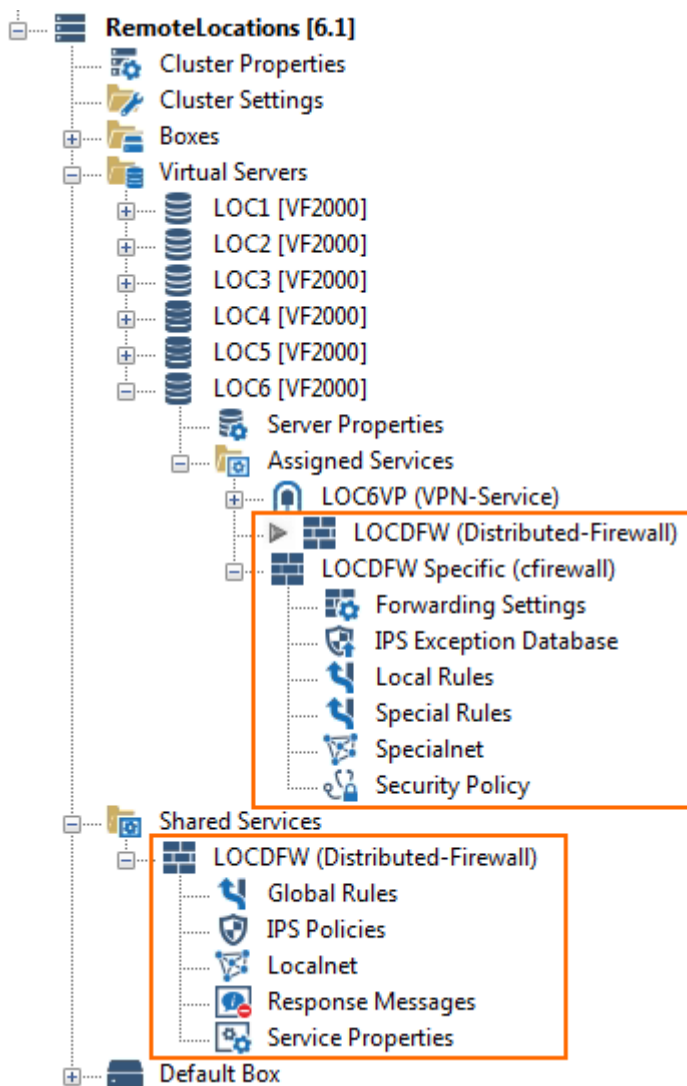 RemoteLocations [6.1]
Cluster Properties
Cluster Settings
Boxes
Virtual Servers
LOC1 [VF2000]
LOC2 [VF2000]
LOC3 [VF2000]
LOC4 [VF2000]
LOC5 [VF2000]
LOC6 [VF2000]
Server Properties
Assigned Services
LOC6VP (VPN-Service)
LOCDFW (Distributed-Firewall)
LOCDFW Specific (cfirewall)
Forwarding Settings
IPS Exception Database
Local Rules
Special Rules
Specialnet
Security Policy
Shared Services
LOCDFW (Distributed-Firewall)
Global Rules
IPS Policies
Localnet
Response Messages
Service Properties
Default Box